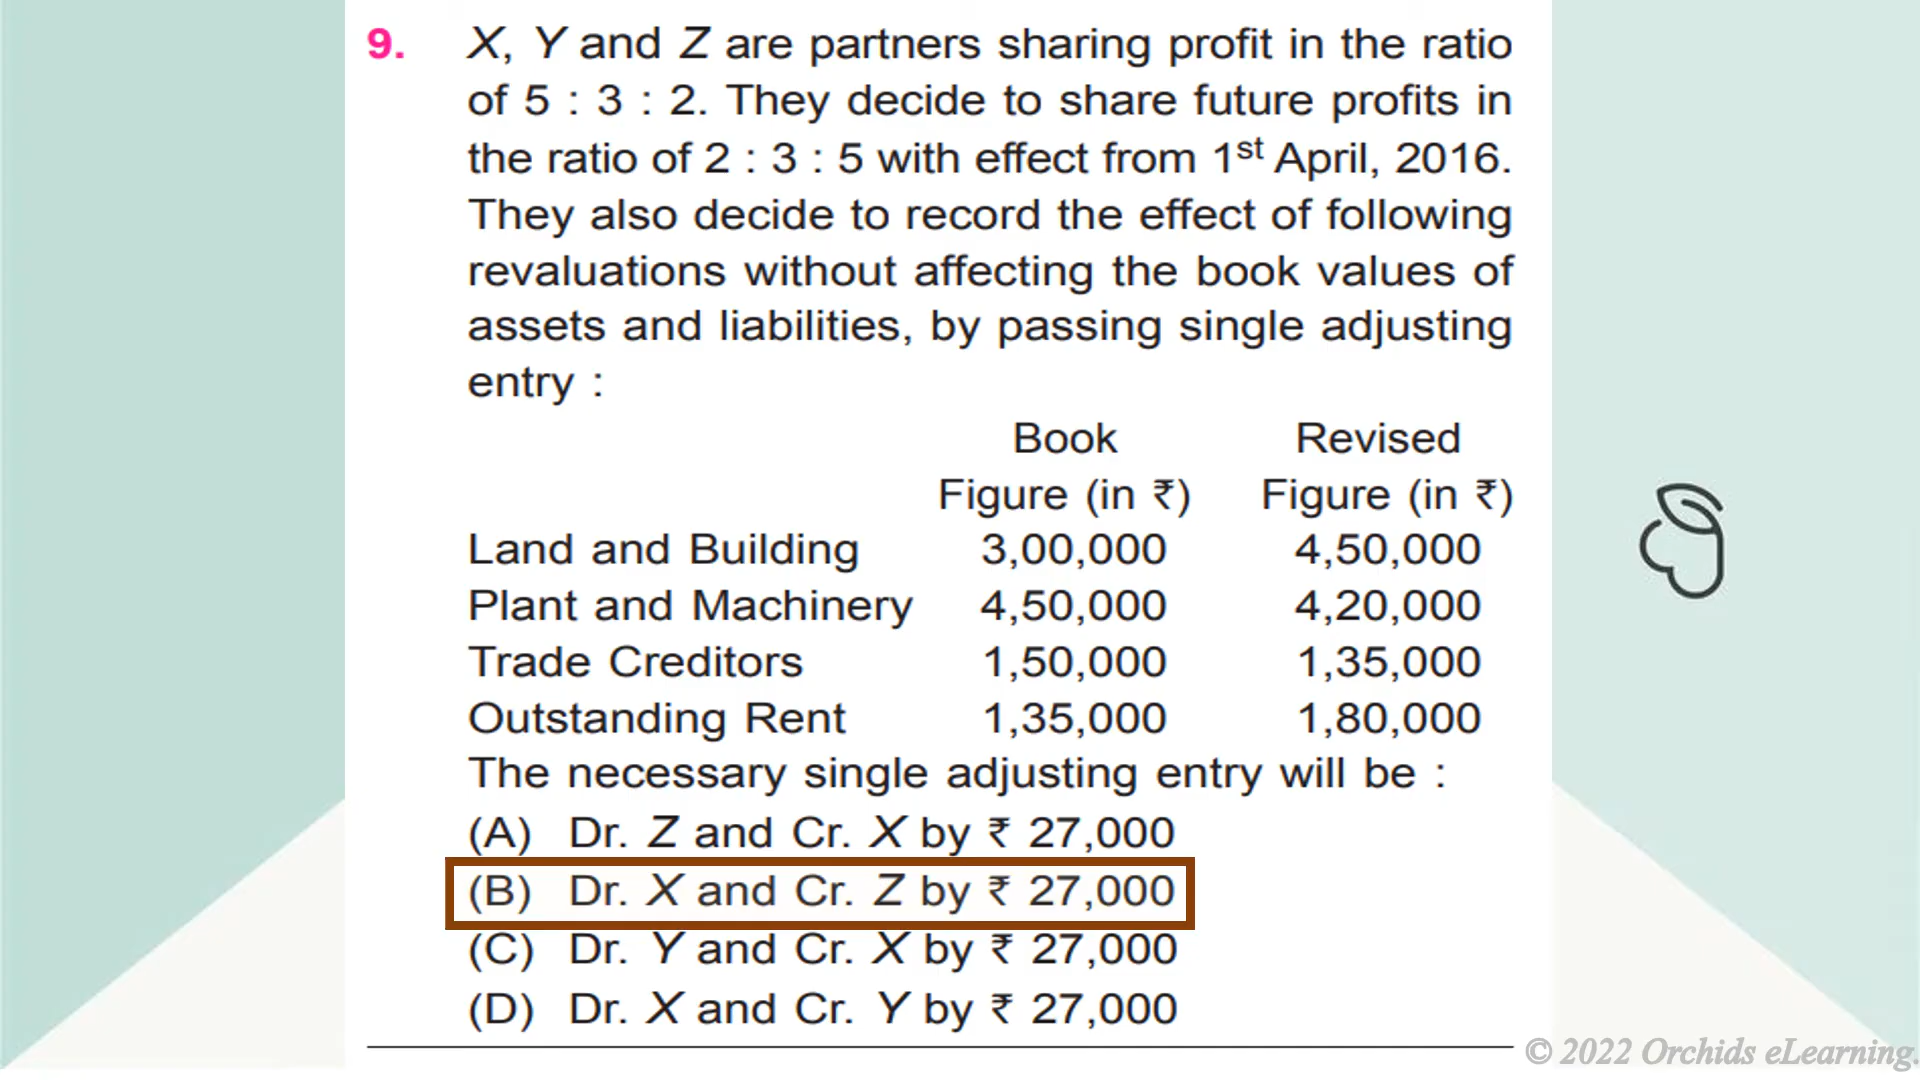 9. X, Y and Z are partners sharing profit in the ratio
of 5 : 3 : 2. They decide to share future profits in
the ratio of 2 : 3 : 5 with effect from 1st April, 2016.
They also decide to record the effect of following
revaluations without affecting the book values of
assets and liabilities, by passing single adjusting
entry :
Book Revised
Figure (in ₹) Figure (in ₹)
Land and Building 3,00,000 4,50,000
Plant and Machinery 4,50,000 4,20,000
Trade Creditors 1,50,000 1,35,000
Outstanding Rent 1,35,000 1,80,000
The necessary single adjusting entry will be :
(A) Dr. Z and Cr. X by ₹ 27,000
(B) Dr. X and Cr. Z by ₹ 27,000
(C) Dr. Y and Cr. X by ₹ 27,000
(D) Dr. X and Cr. Y by ₹ 27,000
© 2022 Orchids eLearning.